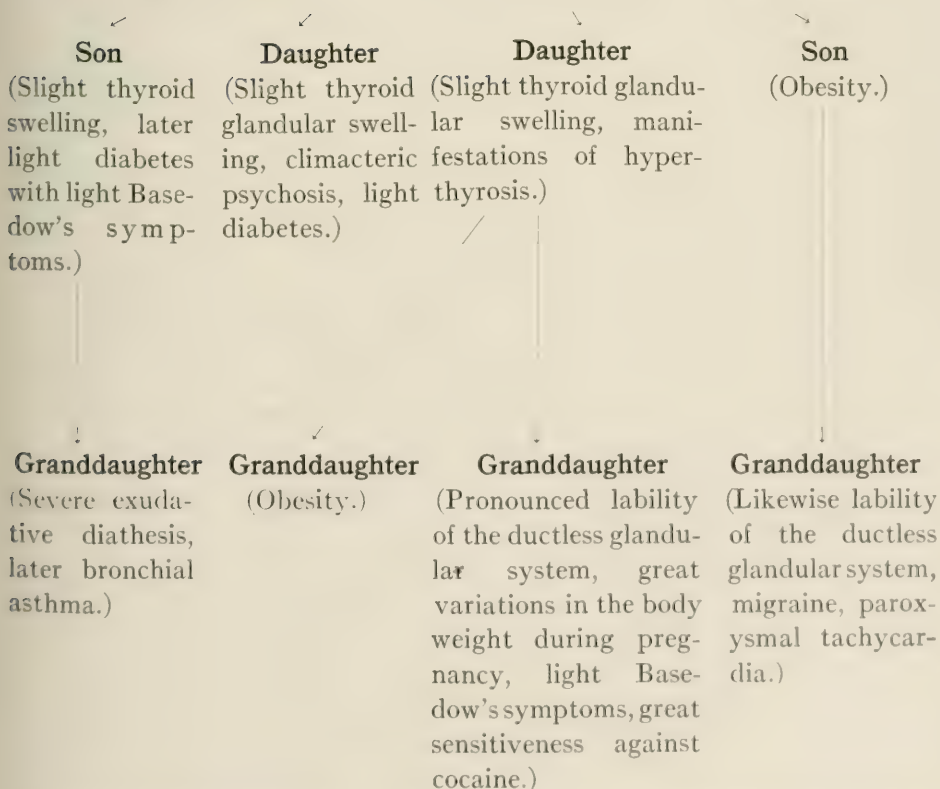 Son
(Slight thyroid
swelling, later
light diabetes
with light Base-
dow's symp-
toms.)
Daughter
(Slight thyroid
glandular swell-
ing, climacteric
psychosis, light
diabetes.)
Daughter
(Slight thyroid glandu-
lar swelling, mani-
festations of hyper-
thyrosis.)
Son
(Obesity.)
Granddaughter
(Severe exuda-
tive diathesis,
later bronchial
asthma.)
Granddaughter
(Obesity.)
Granddaughter
(Pronounced lability
of the ductless glandu-
lar system, great
variations in the body
weight during preg-
nancy, light Base-
dow's symptoms, great
sensitiveness against
cocaine.)
Granddaughter
(Likewise lability
of the ductless
glandular system,
migraine, parox-
ysmal tachycar-
dia.)